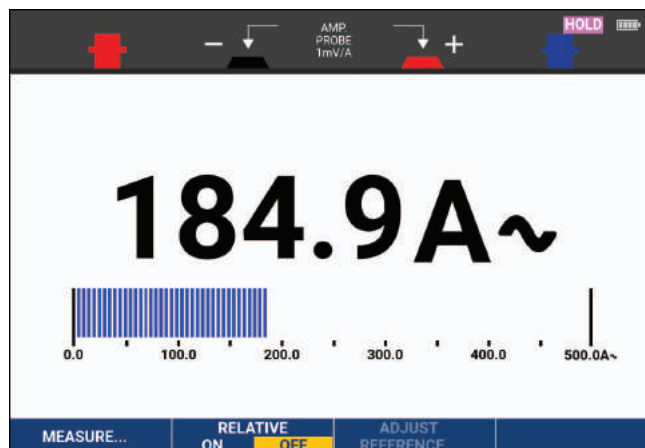 AMP.
PROBE
1mV/A
HOLD
− +
184.9A~
0.0 100.0 200.0 300.0 400.0 500.0A~
MEASURE... RELATIVE ADJUST
ON OFF REFERENCE